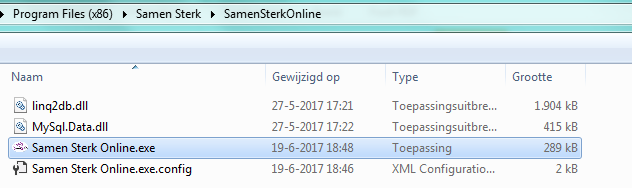 Program Files (x86) Samen Sterk SamenSterkOnline
Naam Gewijzigd op Type Grootte
linq2db.dll 27-5-2017 17:21 Toepassingsuitbre... 1.904 kB
MySql.Data.dll 27-5-2017 17:22 Toepassingsuitbre... 415 kB
Samen Sterk Online.exe 19-6-2017 18:48 Toepassing 289 kB
Samen Sterk Online.exe.config 19-6-2017 18:46 XML Configuratio... 2 kB